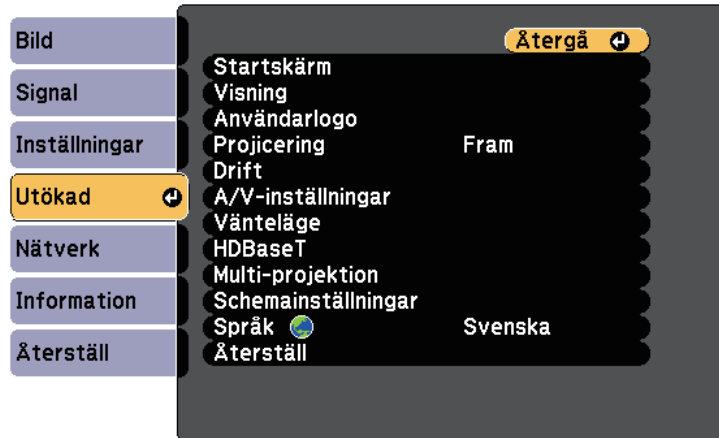 Bild
Signal
Inställningar
Utökad
Nätverk
Information
Återställ
Återgå
Startskärm
Visning
Användarlogo
Projicering Fram
Drift
A/V-inställningar
Vänteläge
HDBaseT
Multi-projektion
Schemainställningar
Språk Svenska
Återställ